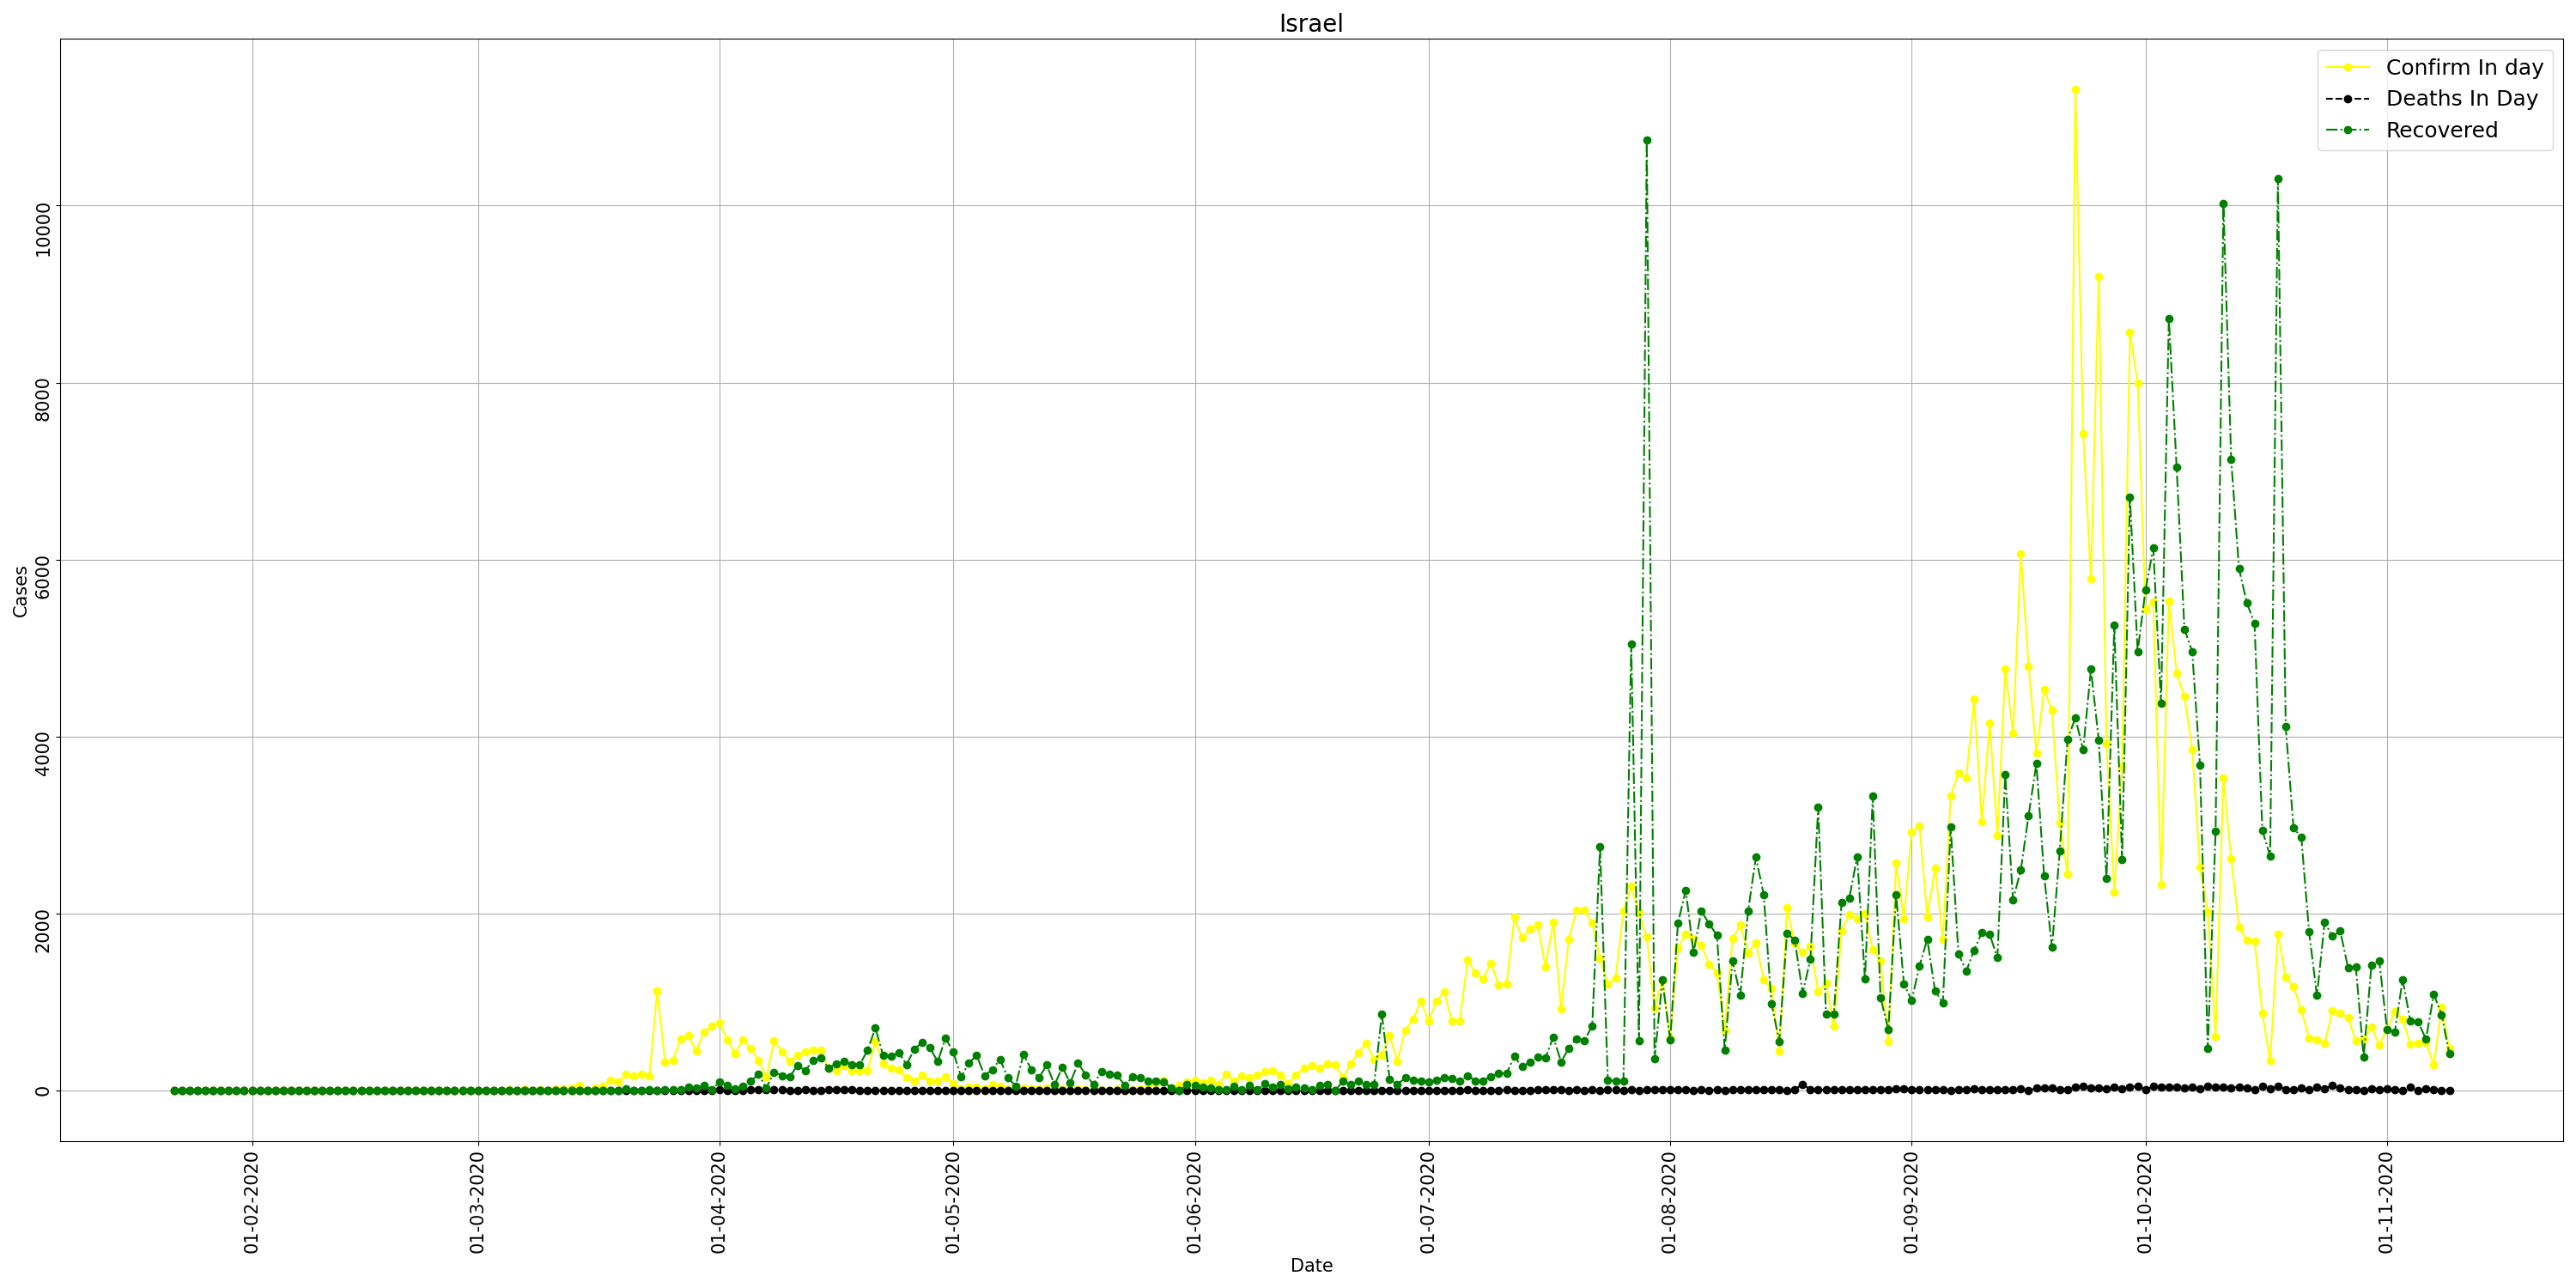 Israel
Confirm In day
Deaths In Day
Recovered
Cases
10000
8000
6000
4000
2000
0
01-02-2020
01-03-2020
01-04-2020
01-05-2020
01-06-2020
01-07-2020
01-08-2020
01-09-2020
01-10-2020
01-11-2020
Date